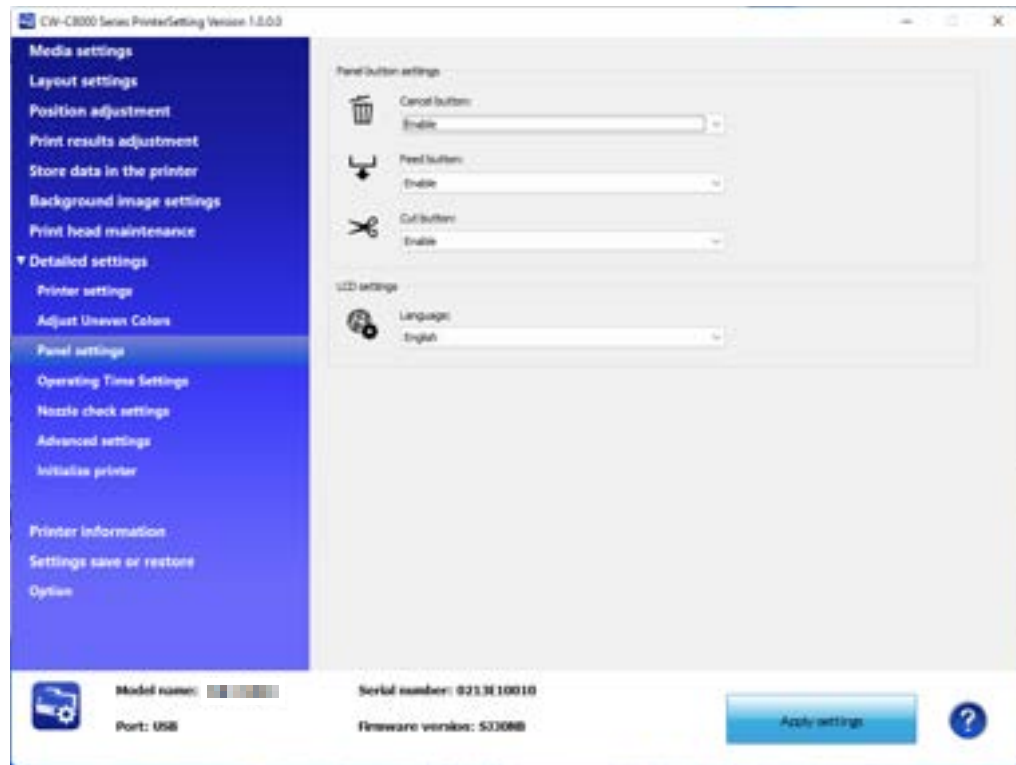 CW-C8000 Series PrinterSetting Version 1.0.0.0
Media settings
Layout settings
Position adjustment
Print results adjustment
Store data in the printer
Background image settings
Print head maintenance
▼ Detailed settings
Printer settings
Adjust Uneven Colors
Panel settings
Operating Time Settings
Nozzle check settings
Advanced settings
Initialize printer
Printer information
Settings save or restore
Option
Panel button settings
Cancel button:
Enable
Feed button:
Enable
Cut button:
Enable
LCD settings
Language:
English
Model name:
Port: USB
Serial number: 0213E10010
Firmware version:
Apply settings
?